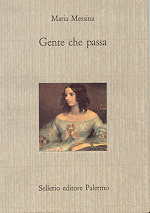 Maria Messina
Gente che passa
Sellerio editore Palermo